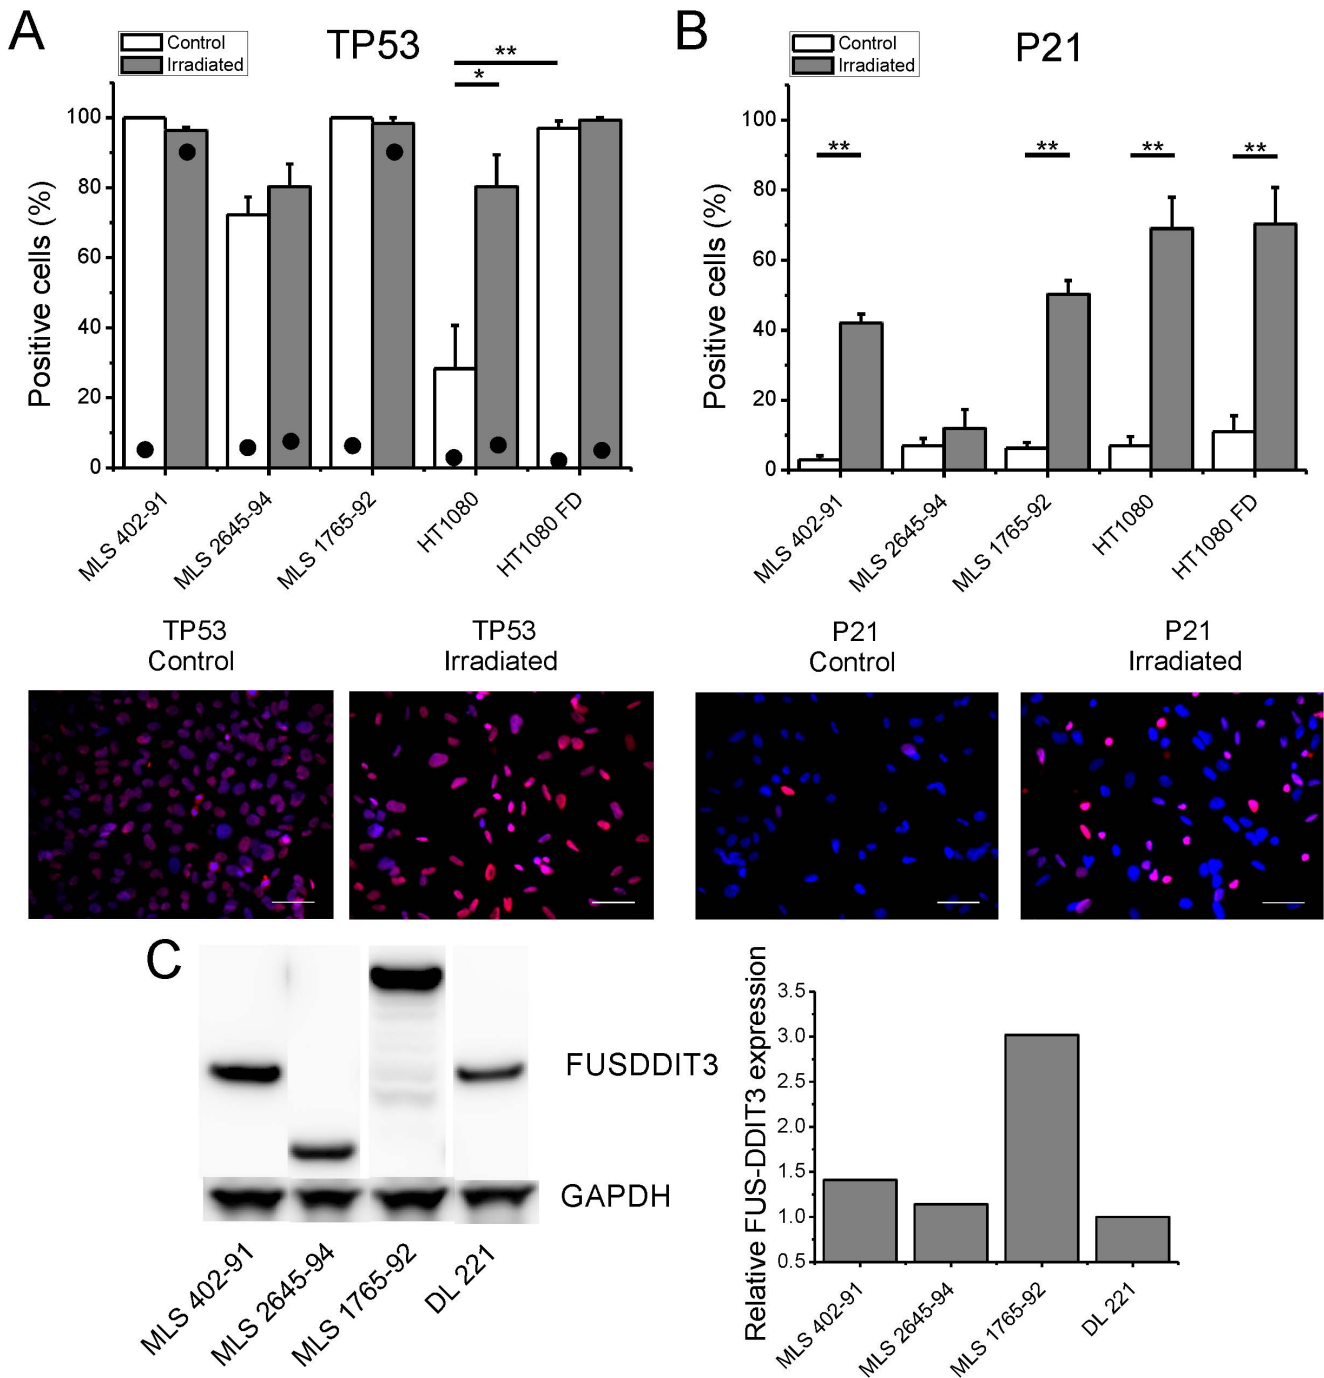 A
Control
Irradiated
TP53
**
*
Positive cells (%)
100
80
60
40
20
0
MLS 402-91
MLS 2645-94
MLS 1765-92
HT1080
HT1080 FD
B
Control
Irradiated
P21
**
**
**
**
Positive cells (%)
100
80
60
40
20
0
MLS 402-91
MLS 2645-94
MLS 1765-92
HT1080
HT1080 FD
TP53
Control
TP53
Irradiated
P21
Control
P21
Irradiated
C
FUSDDIT3
GAPDH
MLS 402-91
MLS 2645-94
MLS 1765-92
DL 221
Relative FUS-DDIT3 expression
3.5
3.0
2.5
2.0
1.5
1.0
0.5
MLS 402-91
MLS 2645-94
MLS 1765-92
DL 221